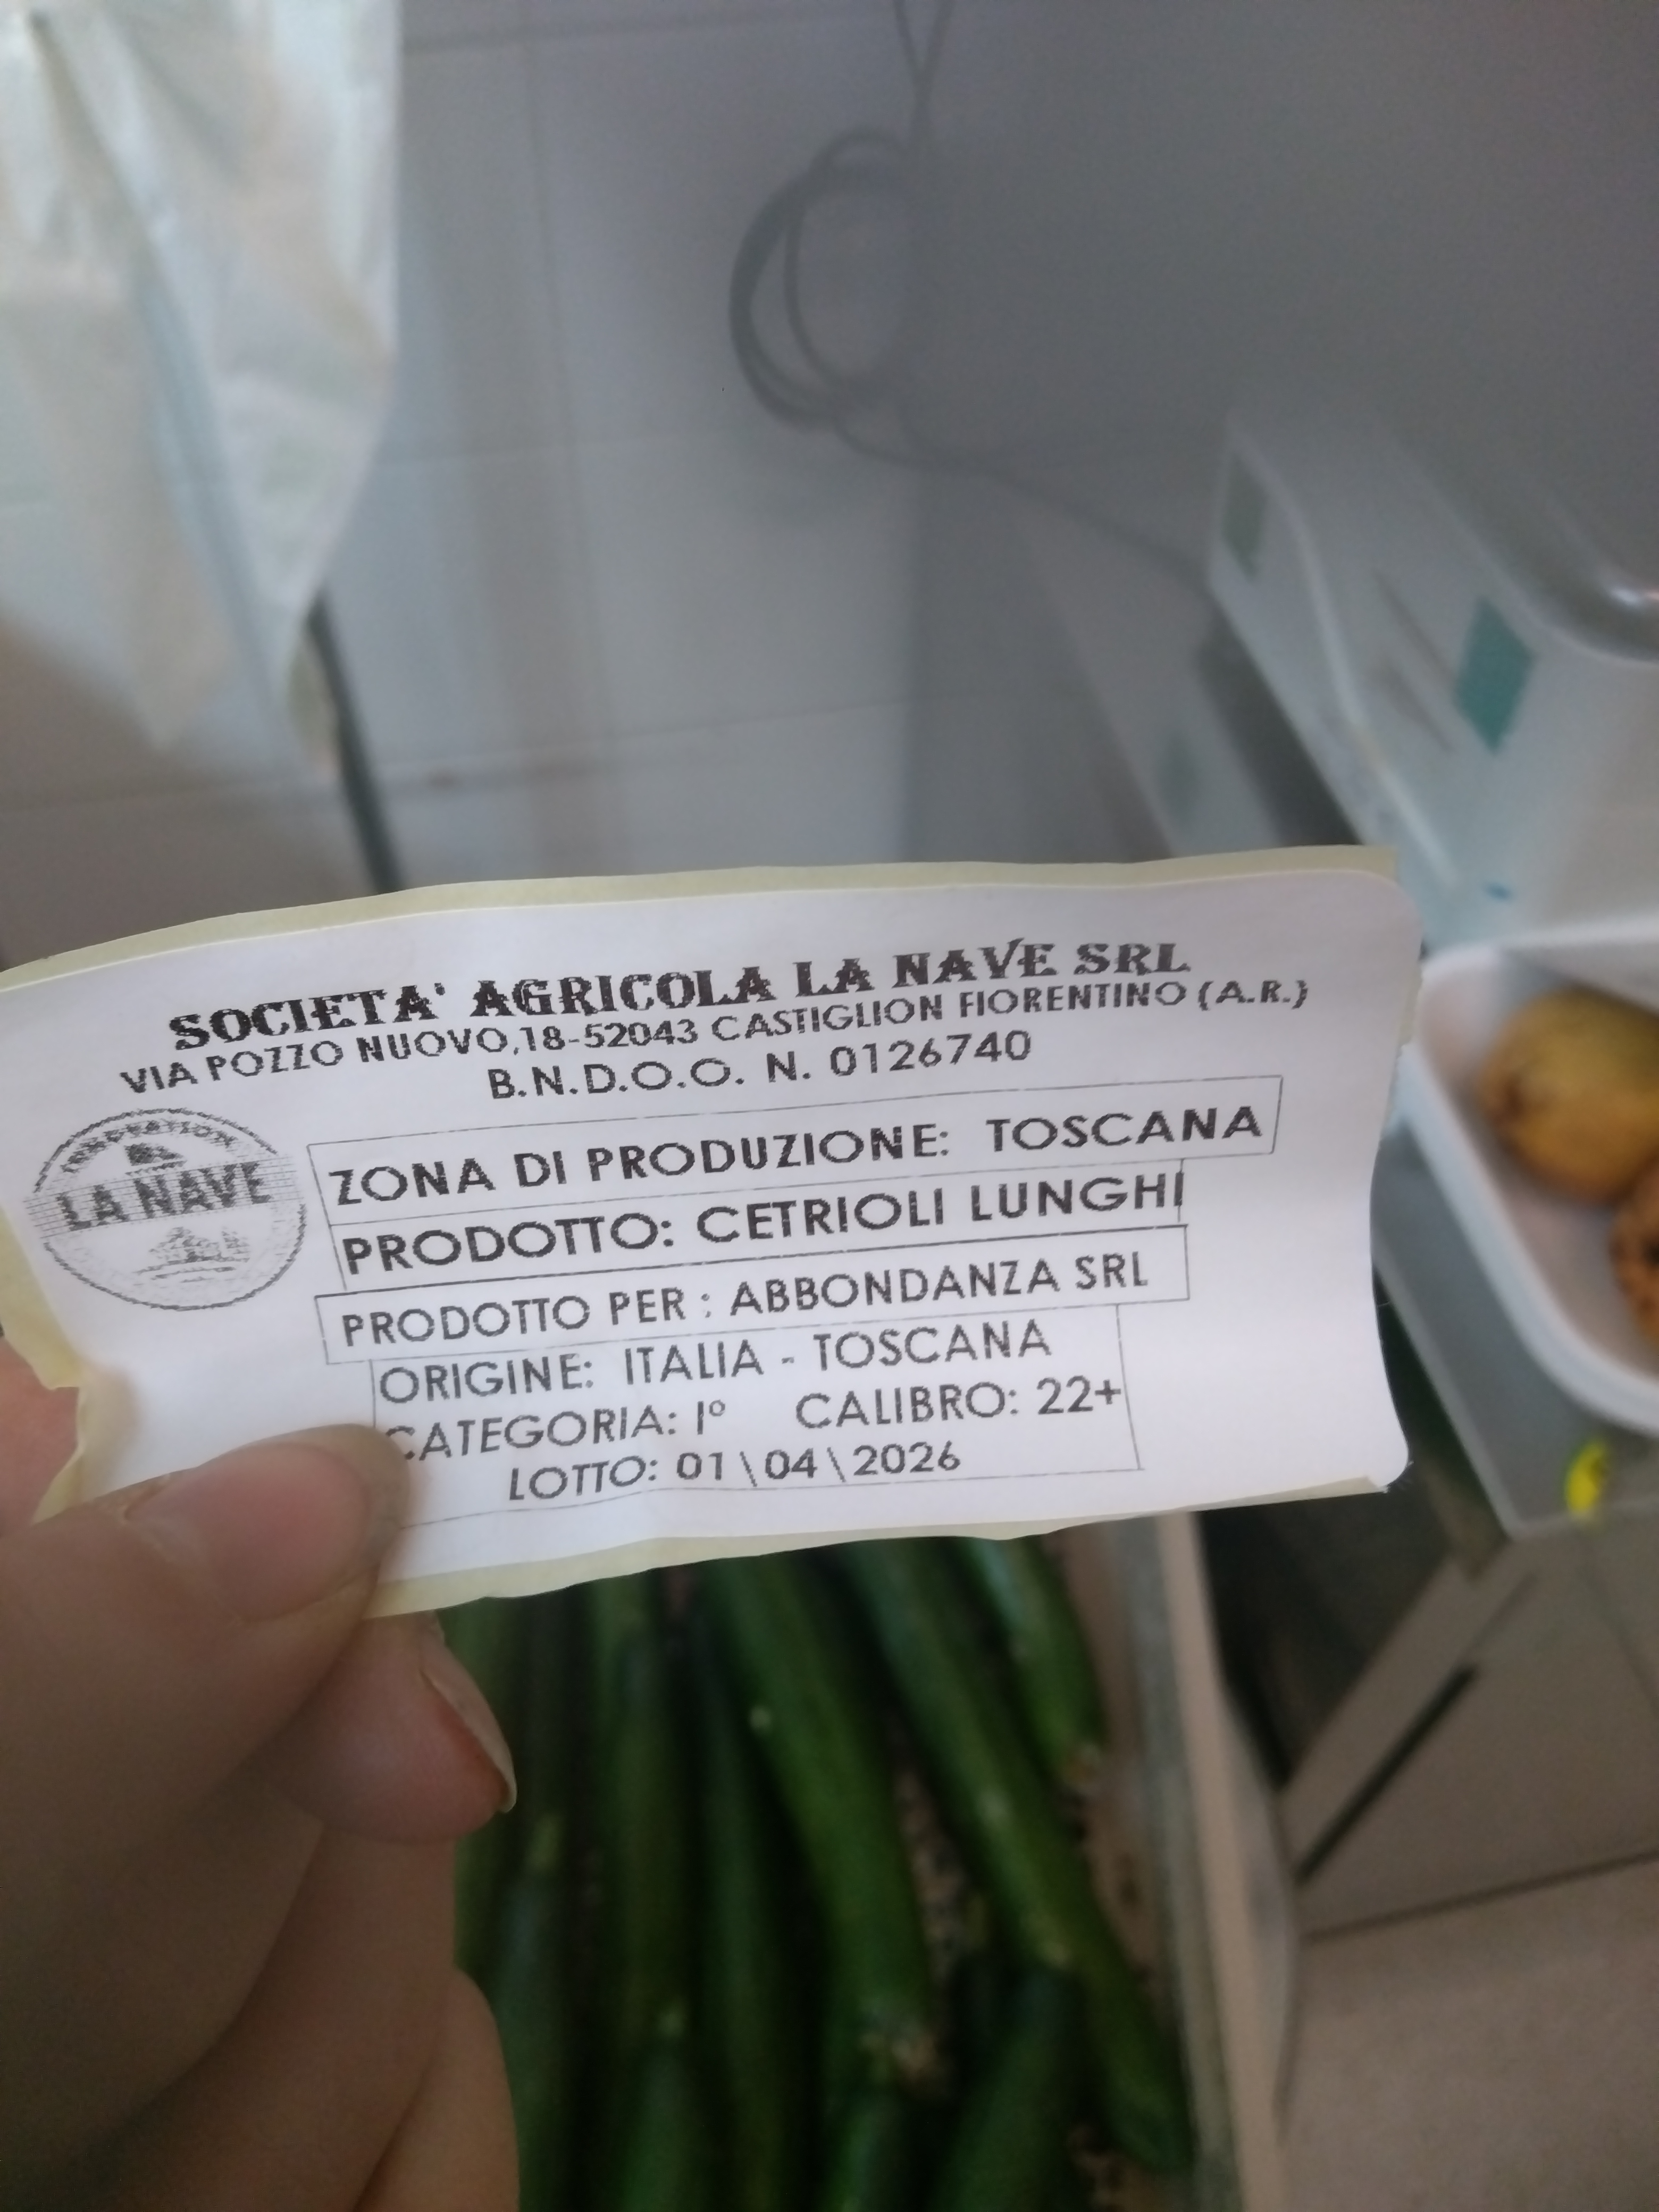 SOCIETA' AGRICOLA LA NAVE SRL
VIA POZZO NUOVO,18-52043 CASTIGLION FIORENTINO (A.R.)
B.N.D.O.O. N. 0126740
INNOVATION
LA NAVE
ZONA DI PRODUZIONE: TOSCANA
PRODOTTO: CETRIOLI LUNGHI
PRODOTTO PER : ABBONDANZA SRL
ORIGINE: ITALIA - TOSCANA
CATEGORIA: I° CALIBRO: 22+
LOTTO: 01\04\2026